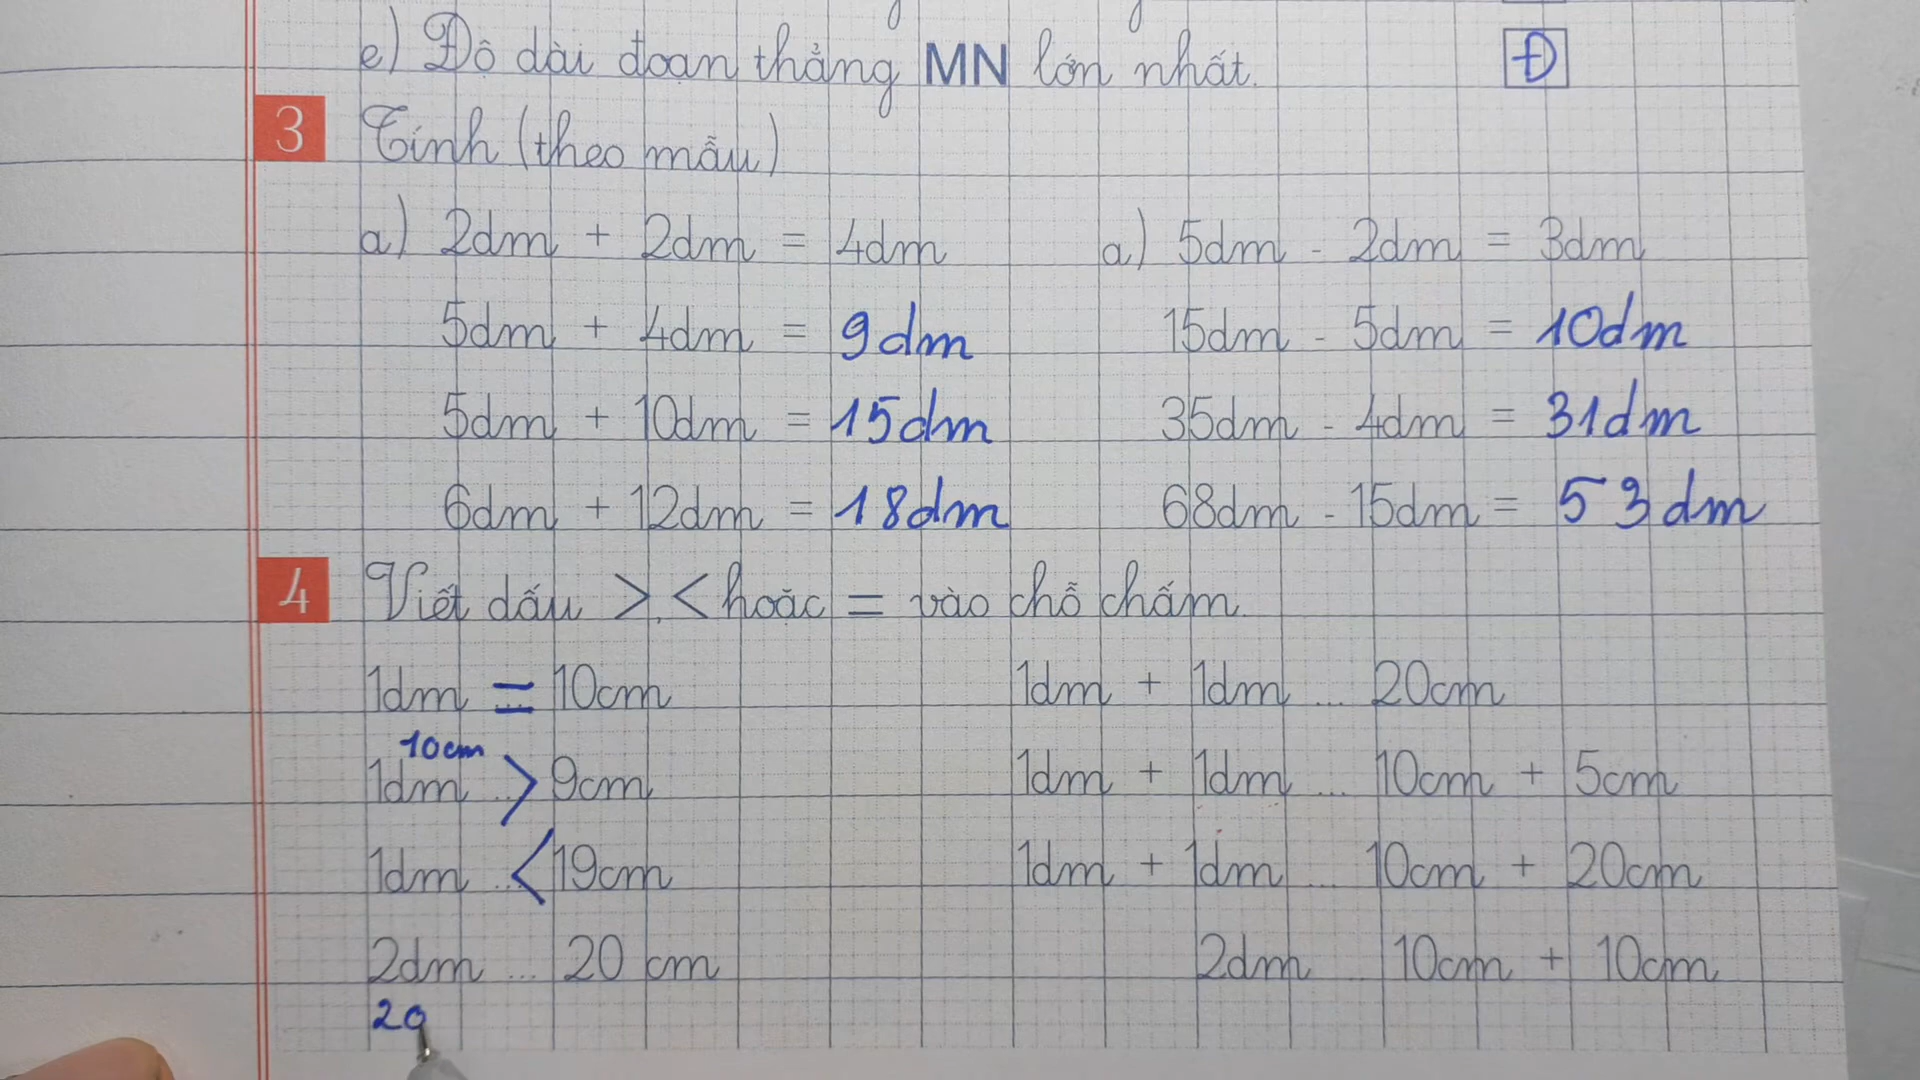 e) Độ dài đoạn thẳng MN lớn nhất. Đ
3 Tính (theo mẫu)
a) 2dm + 2dm = 4dm a) 5dm - 2dm = 3dm
5dm + 4dm = 9dm 15dm - 5dm = 10dm
5dm + 10dm = 15dm 35dm - 4dm = 31dm
6dm + 12dm = 18dm 68dm - 15dm = 53dm
4 Viết dấu >, < hoặc = vào chỗ chấm.
1dm = 10cm 1dm + 1dm ... 20cm
10cm
1dm > 9cm 1dm + 1dm ... 10cm + 5cm
1dm < 19cm 1dm + 1dm ... 10cm + 20cm
2dm ... 20 cm 2dm ... 10cm + 10cm
20